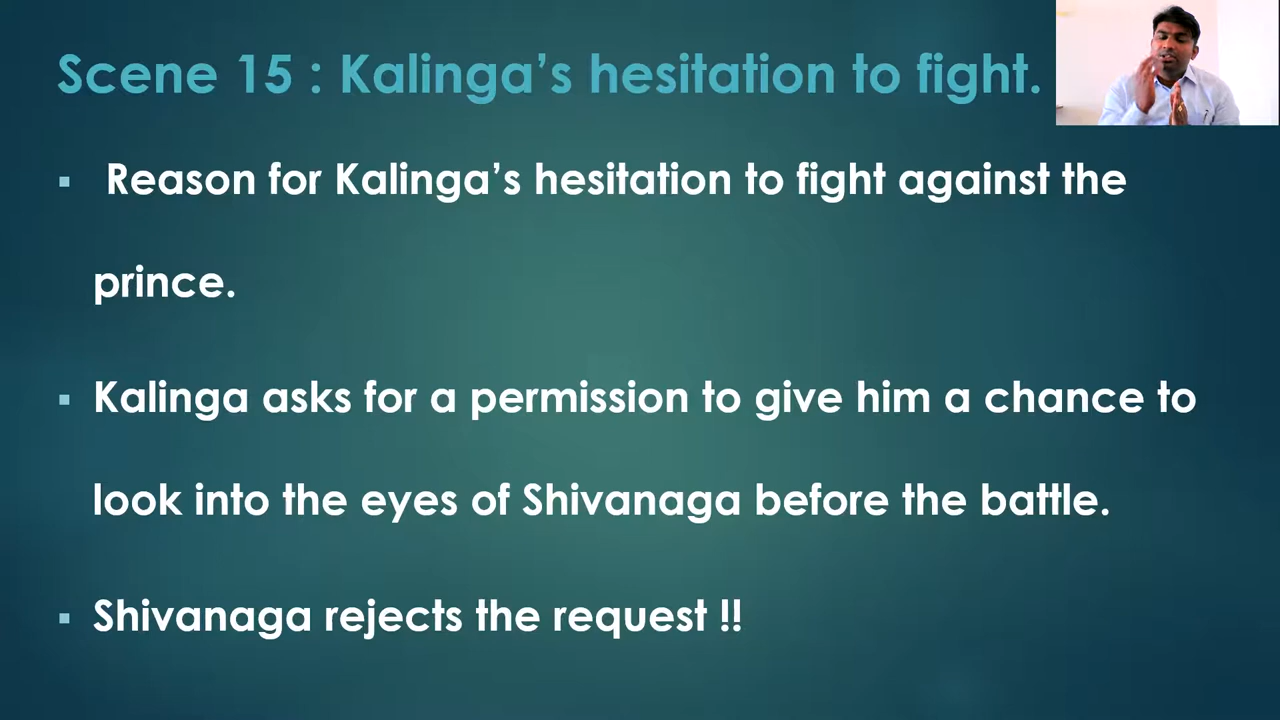 Scene 15 : Kalinga’s hesitation to fight.
▪ Reason for Kalinga’s hesitation to fight against the
prince.
▪ Kalinga asks for a permission to give him a chance to
look into the eyes of Shivanaga before the battle.
▪ Shivanaga rejects the request !!